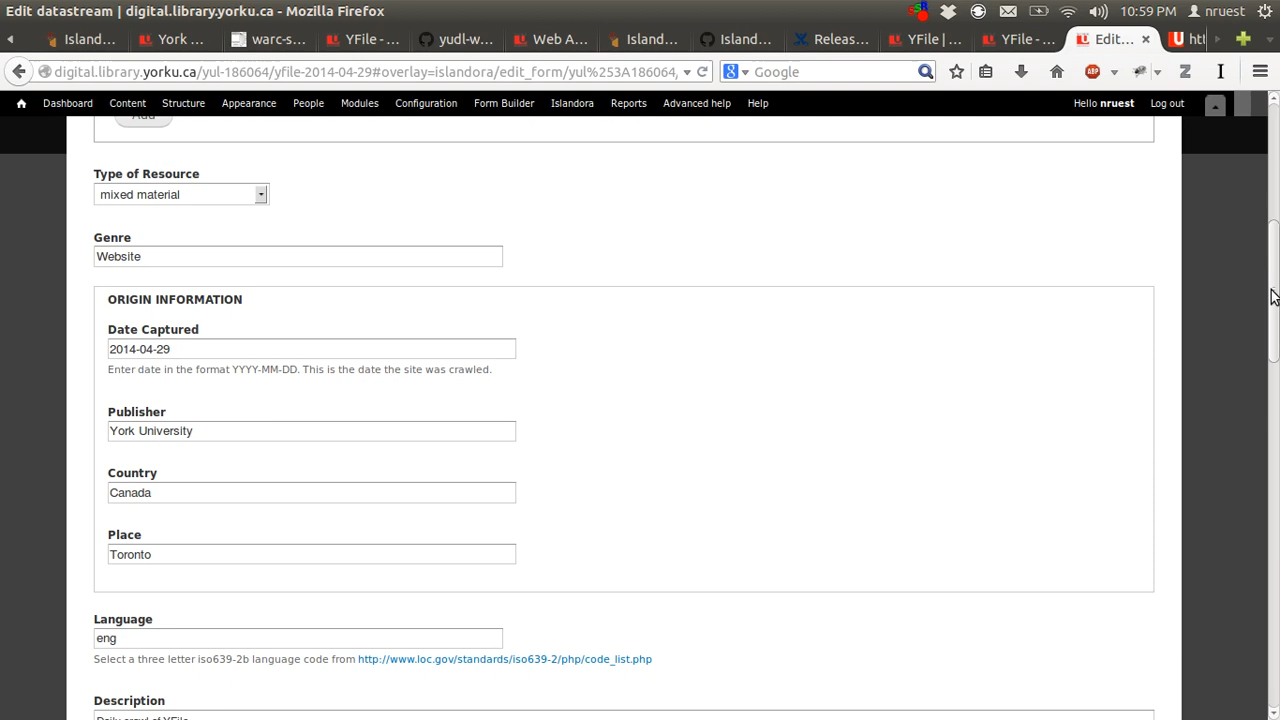 Edit datastream | digital.library.yorku.ca - Mozilla Firefox
10:59 PM nruest
Island... York ... warc-s... YFile - ... yudl-w... Web A... Island... Island... Releas... YFile | ... YFile - ... Edit...
digital.library.yorku.ca/yul-186064/yfile-2014-04-29#overlay=islandora/edit_form/yul%253A186064,
Google
ABP
Dashboard Content Structure Appearance People Modules Configuration Form Builder Islandora Reports Advanced help Help Hello nruest Log out
Add
Type of Resource
mixed material
Genre
Website
ORIGIN INFORMATION
Date Captured
2014-04-29
Enter date in the format YYYY-MM-DD. This is the date the site was crawled.
Publisher
York University
Country
Canada
Place
Toronto
Language
eng
Select a three letter iso639-2b language code from http://www.loc.gov/standards/iso639-2/php/code_list.php
Description
Daily crawl of YFile